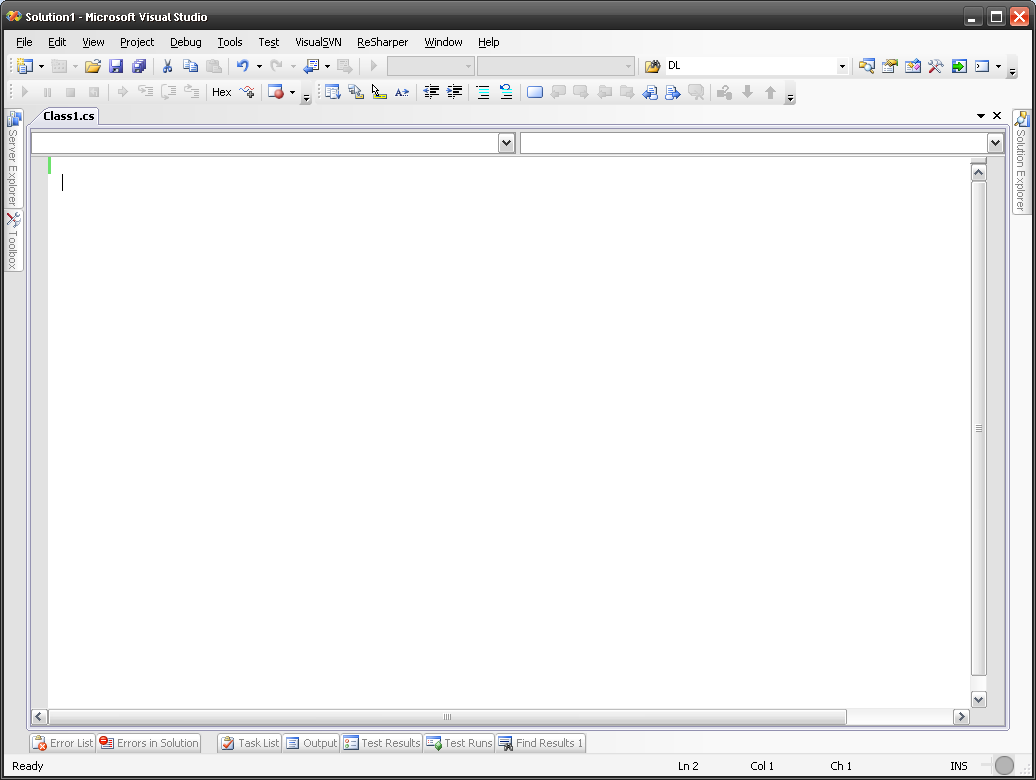 Solution1 - Microsoft Visual Studio
File Edit View Project Debug Tools Test VisualSVN ReSharper Window Help
DL
Hex
Class1.cs
Server Explorer
Toolbox
Solution Explorer
Error List Errors in Solution Task List Output Test Results Test Runs Find Results 1
Ready Ln 2 Col 1 Ch 1 INS